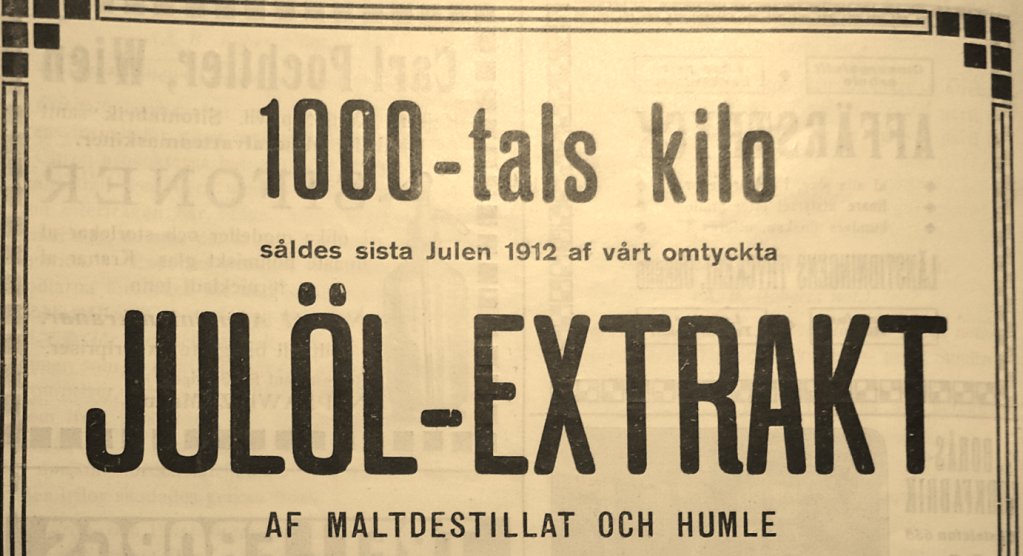 1000-tals kilo
såldes sista Julen 1912 af vårt omtyckta
JULÖL-EXTRAKT
AF MALTDESTILLAT OCH HUMLE